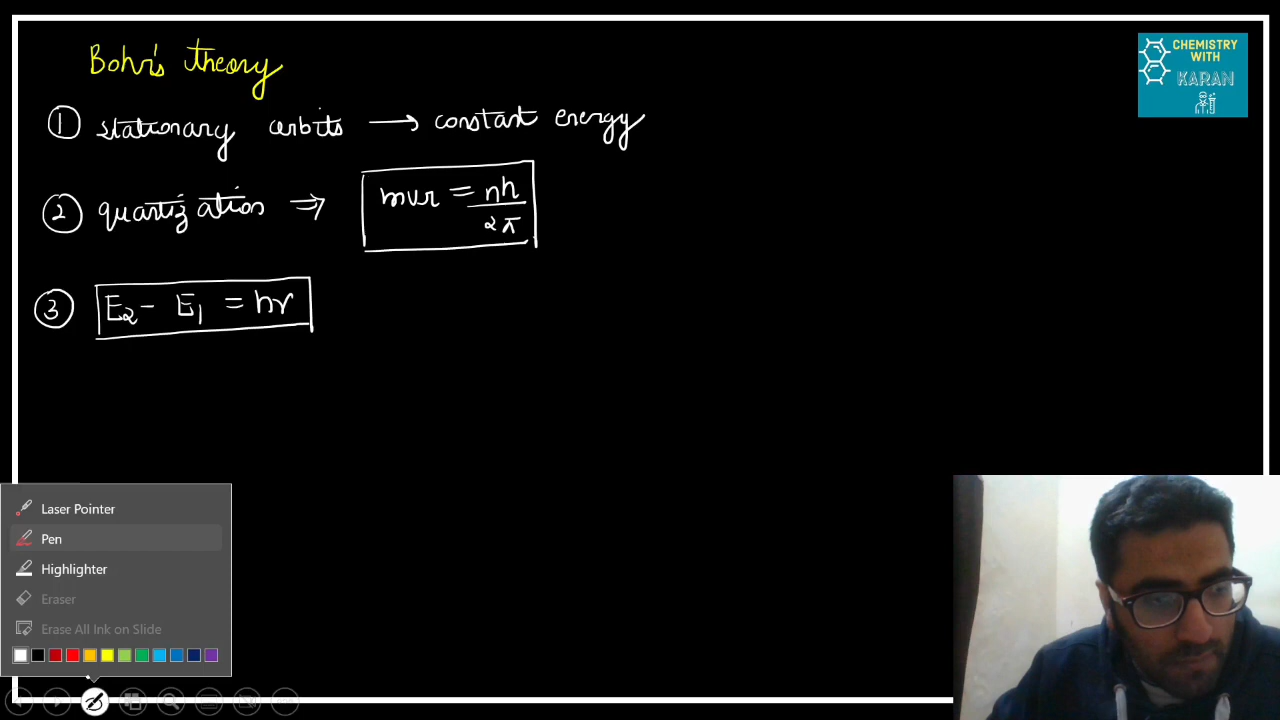 Bohr's theory
① stationary orbits → constant energy
② quantization ⇒ mvr = nh/2π
③ E₂ - E₁ = hν
CHEMISTRY
WITH
KARAN
Laser Pointer
Pen
Highlighter
Eraser
Erase All Ink on Slide